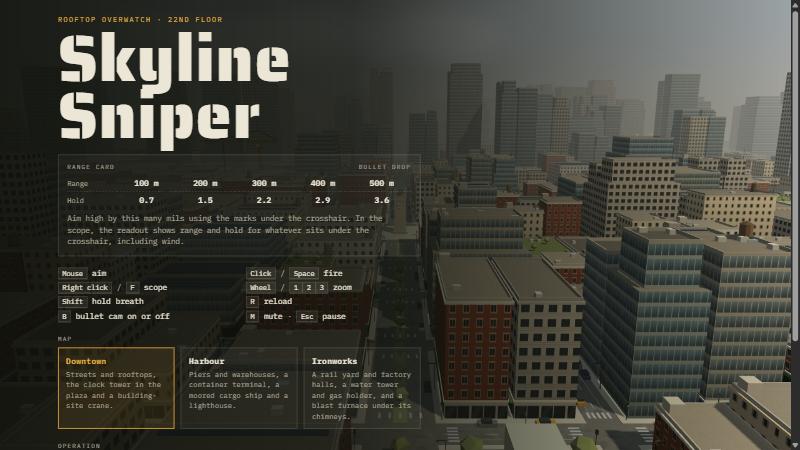 ROOFTOP OVERWATCH · 22ND FLOOR
Skyline
Sniper
RANGE CARD BULLET DROP
Range 100 m 200 m 300 m 400 m 500 m
Hold 0.7 1.5 2.2 2.9 3.6
Aim high by this many mils using the marks under the crosshair. In the
scope, the readout shows range and hold for whatever sits under the
crosshair, including wind.
Mouse aim Click / Space fire
Right click / F scope Wheel / 1 2 3 zoom
Shift hold breath R reload
B bullet cam on or off M mute · Esc pause
MAP
Downtown
Streets and rooftops,
the clock tower in the
plaza and a building-
site crane.
Harbour
Piers and warehouses, a
container terminal, a
moored cargo ship and a
lighthouse.
Ironworks
A rail yard and factory
halls, a water tower
and gas holder, and a
blast furnace under its
chimneys.
OPERATION